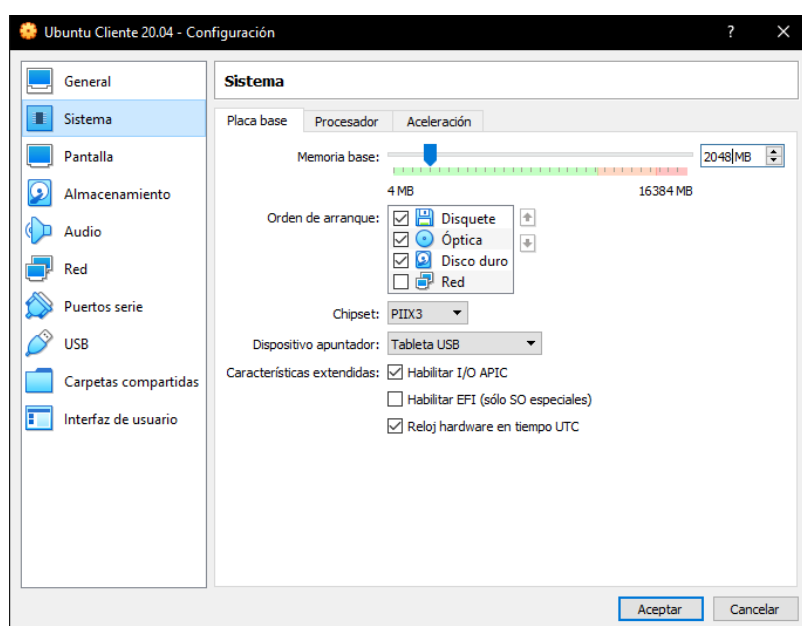 Ubuntu Cliente 20.04 - Configuración
General
Sistema
Pantalla
Almacenamiento
Audio
Red
Puertos serie
USB
Carpetas compartidas
Interfaz de usuario
Sistema
Placa base Procesador Aceleración
Memoria base: 2048 MB
4 MB 16384 MB
Orden de arranque: Disquete
Óptica
Disco duro
Red
Chipset: PIIX3
Dispositivo apuntador: Tableta USB
Características extendidas: Habilitar I/O APIC
Habilitar EFI (sólo SO especiales)
Reloj hardware en tiempo UTC
Aceptar Cancelar